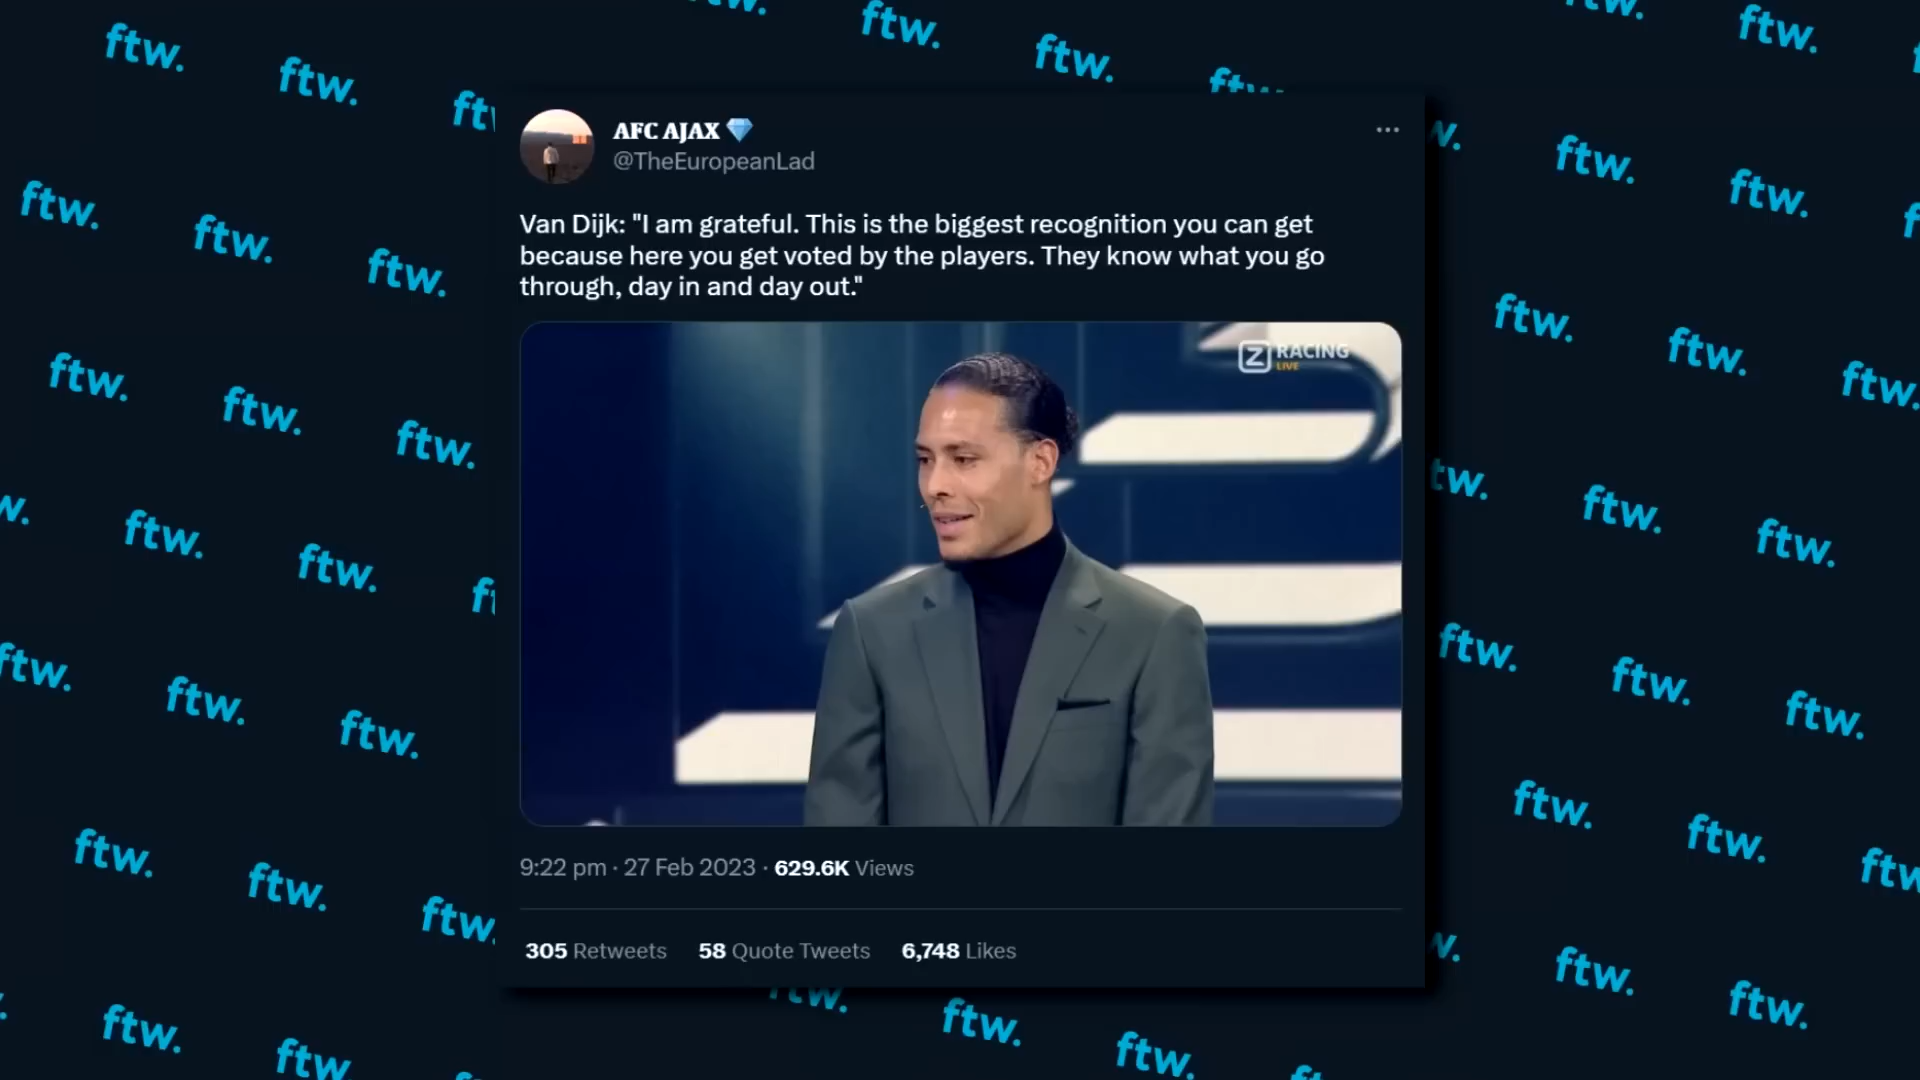 ftw.
AFC AJAX 💎
@TheEuropeanLad
Van Dijk: "I am grateful. This is the biggest recognition you can get
because here you get voted by the players. They know what you go
through, day in and day out."
Z RACING
LIVE
9:22 pm · 27 Feb 2023 · 629.6K Views
305 Retweets 58 Quote Tweets 6,748 Likes